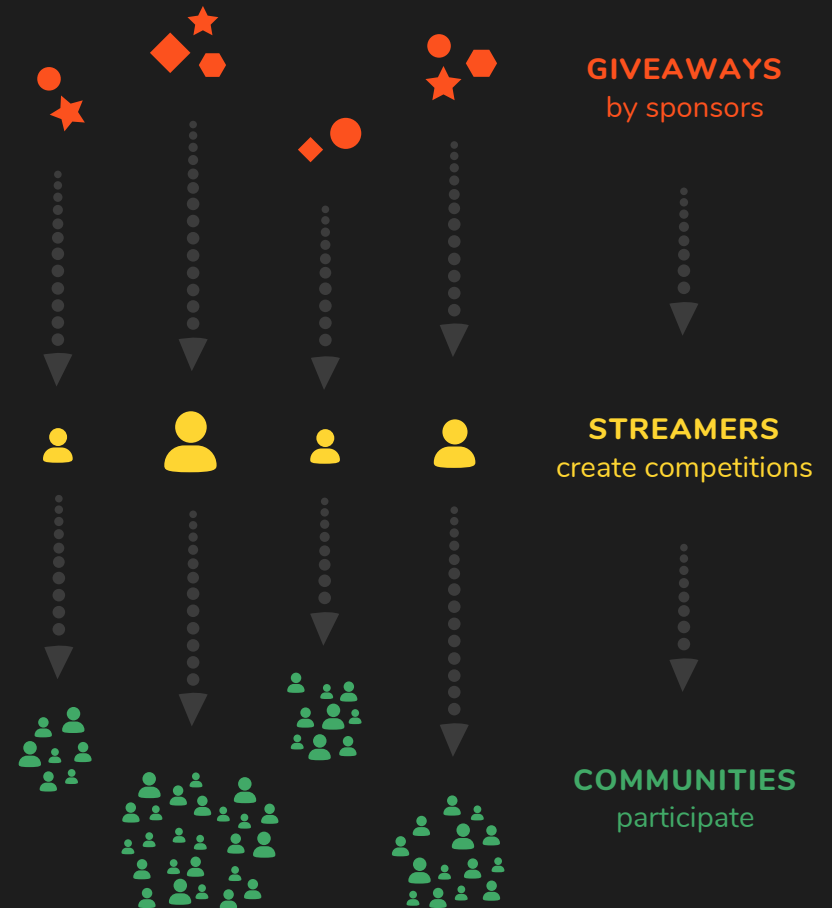 GIVEAWAYS
by sponsors
STREAMERS
create competitions
COMMUNITIES
participate